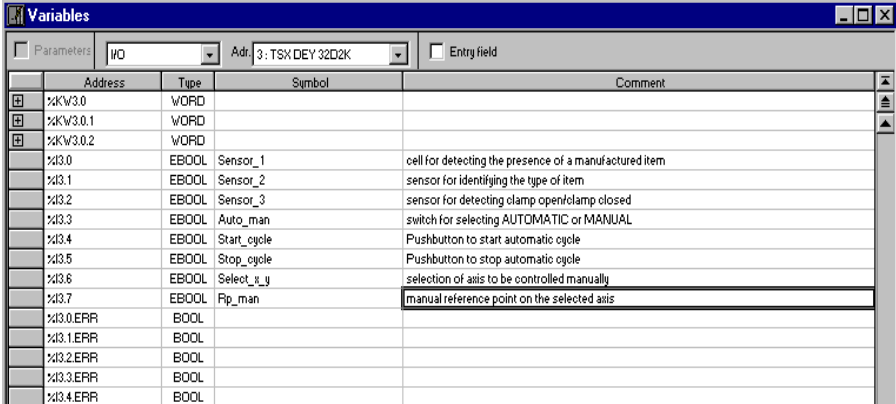 Variables
Parameters I/O Adr. 3 : TSX DEY 32D2K Entry field
Address Type Symbol Comment
%KW3.0 WORD
%KW3.0.1 WORD
%KW3.0.2 WORD
%I3.0 EBOOL Sensor_1 cell for detecting the presence of a manufactured item
%I3.1 EBOOL Sensor_2 sensor for identifying the type of item
%I3.2 EBOOL Sensor_3 sensor for detecting clamp open/clamp closed
%I3.3 EBOOL Auto_man switch for selecting AUTOMATIC or MANUAL
%I3.4 EBOOL Start_cycle Pushbutton to start automatic cycle
%I3.5 EBOOL Stop_cycle Pushbutton to stop automatic cycle
%I3.6 EBOOL Select_x_y selection of axis to be controlled manually
%I3.7 EBOOL Rp_man manual reference point on the selected axis
%I3.0.ERR BOOL
%I3.1.ERR BOOL
%I3.2.ERR BOOL
%I3.3.ERR BOOL
%I3.4.ERR BOOL